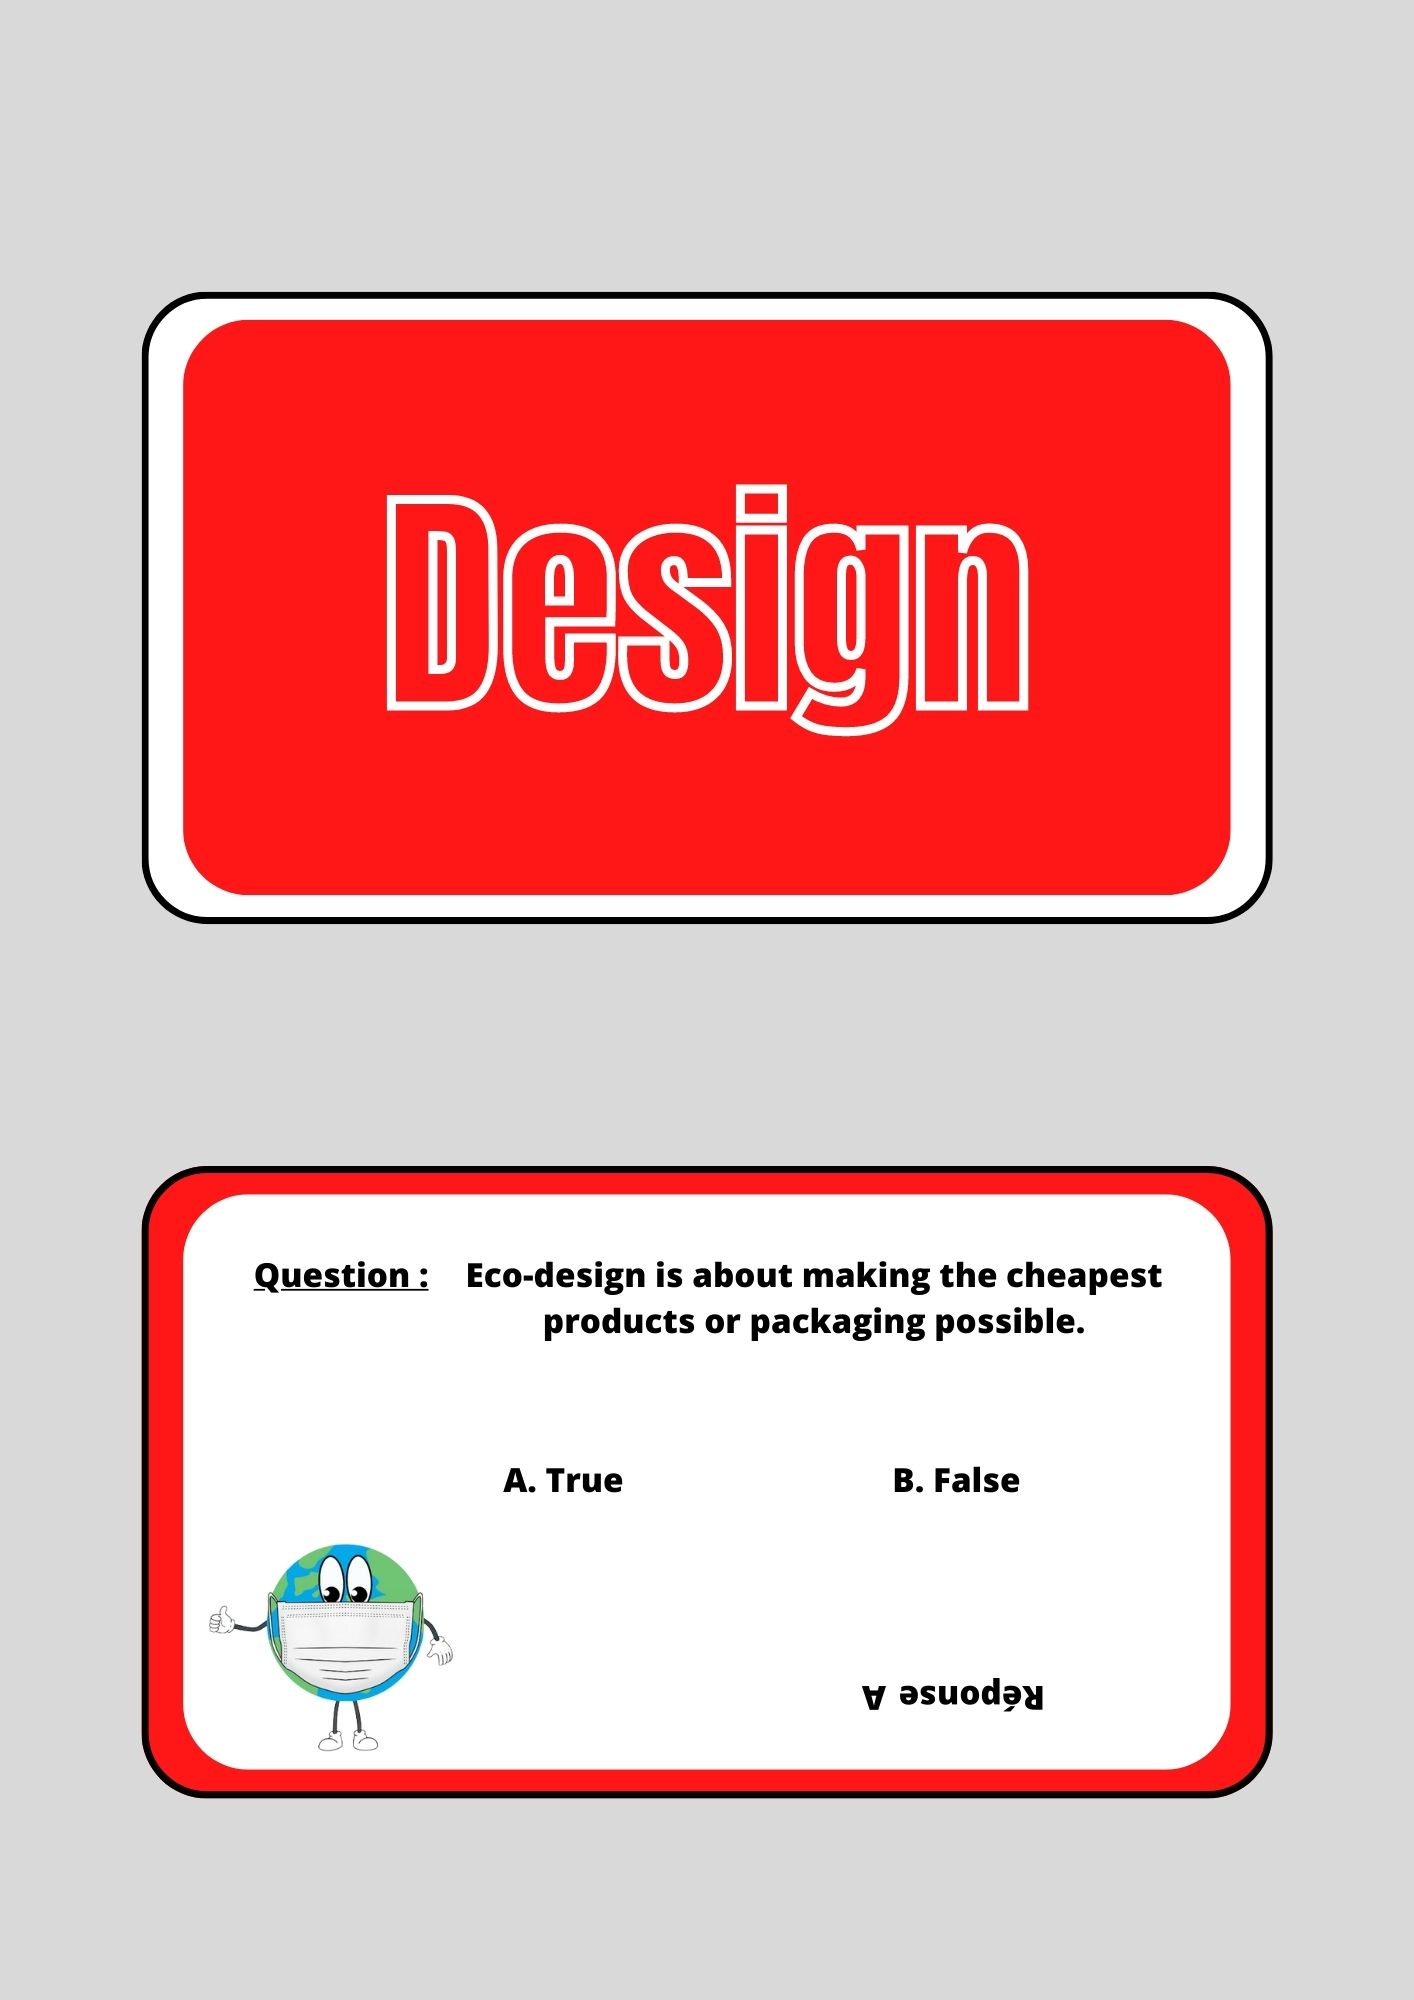 Design
Question : Eco-design is about making the cheapest
products or packaging possible.
A. True
B. False
Réponse A